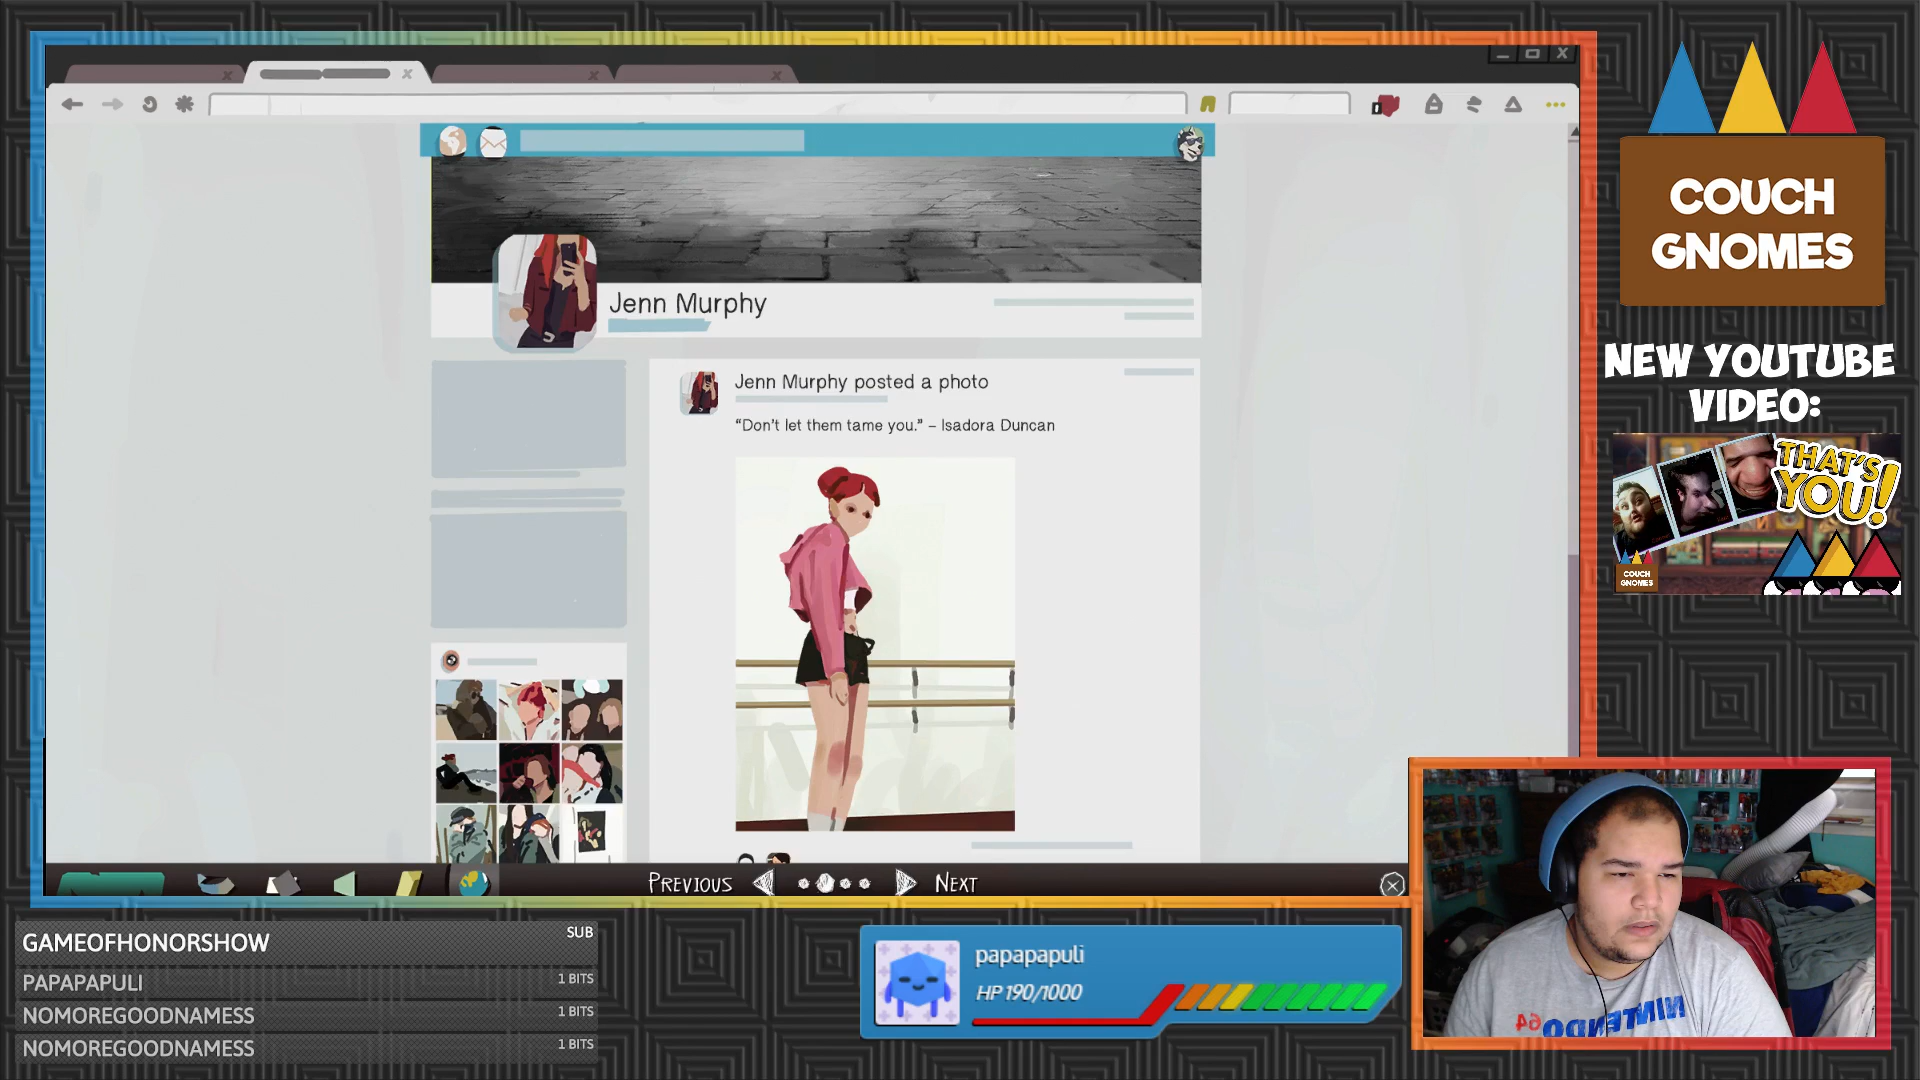 COUCH
GNOMES
NEW YOUTUBE
VIDEO:
THAT'S
YOU!
COUCH
GNOMES
Jenn Murphy
Jenn Murphy posted a photo
“Don’t let them tame you.” – Isadora Duncan
PREVIOUS
NEXT
GAMEOFHONORSHOW
SUB
PAPAPAPULI
1 BITS
NOMOREGOODNAMESS
1 BITS
NOMOREGOODNAMESS
1 BITS
papapapuli
HP 190/1000
NINTENDO
64